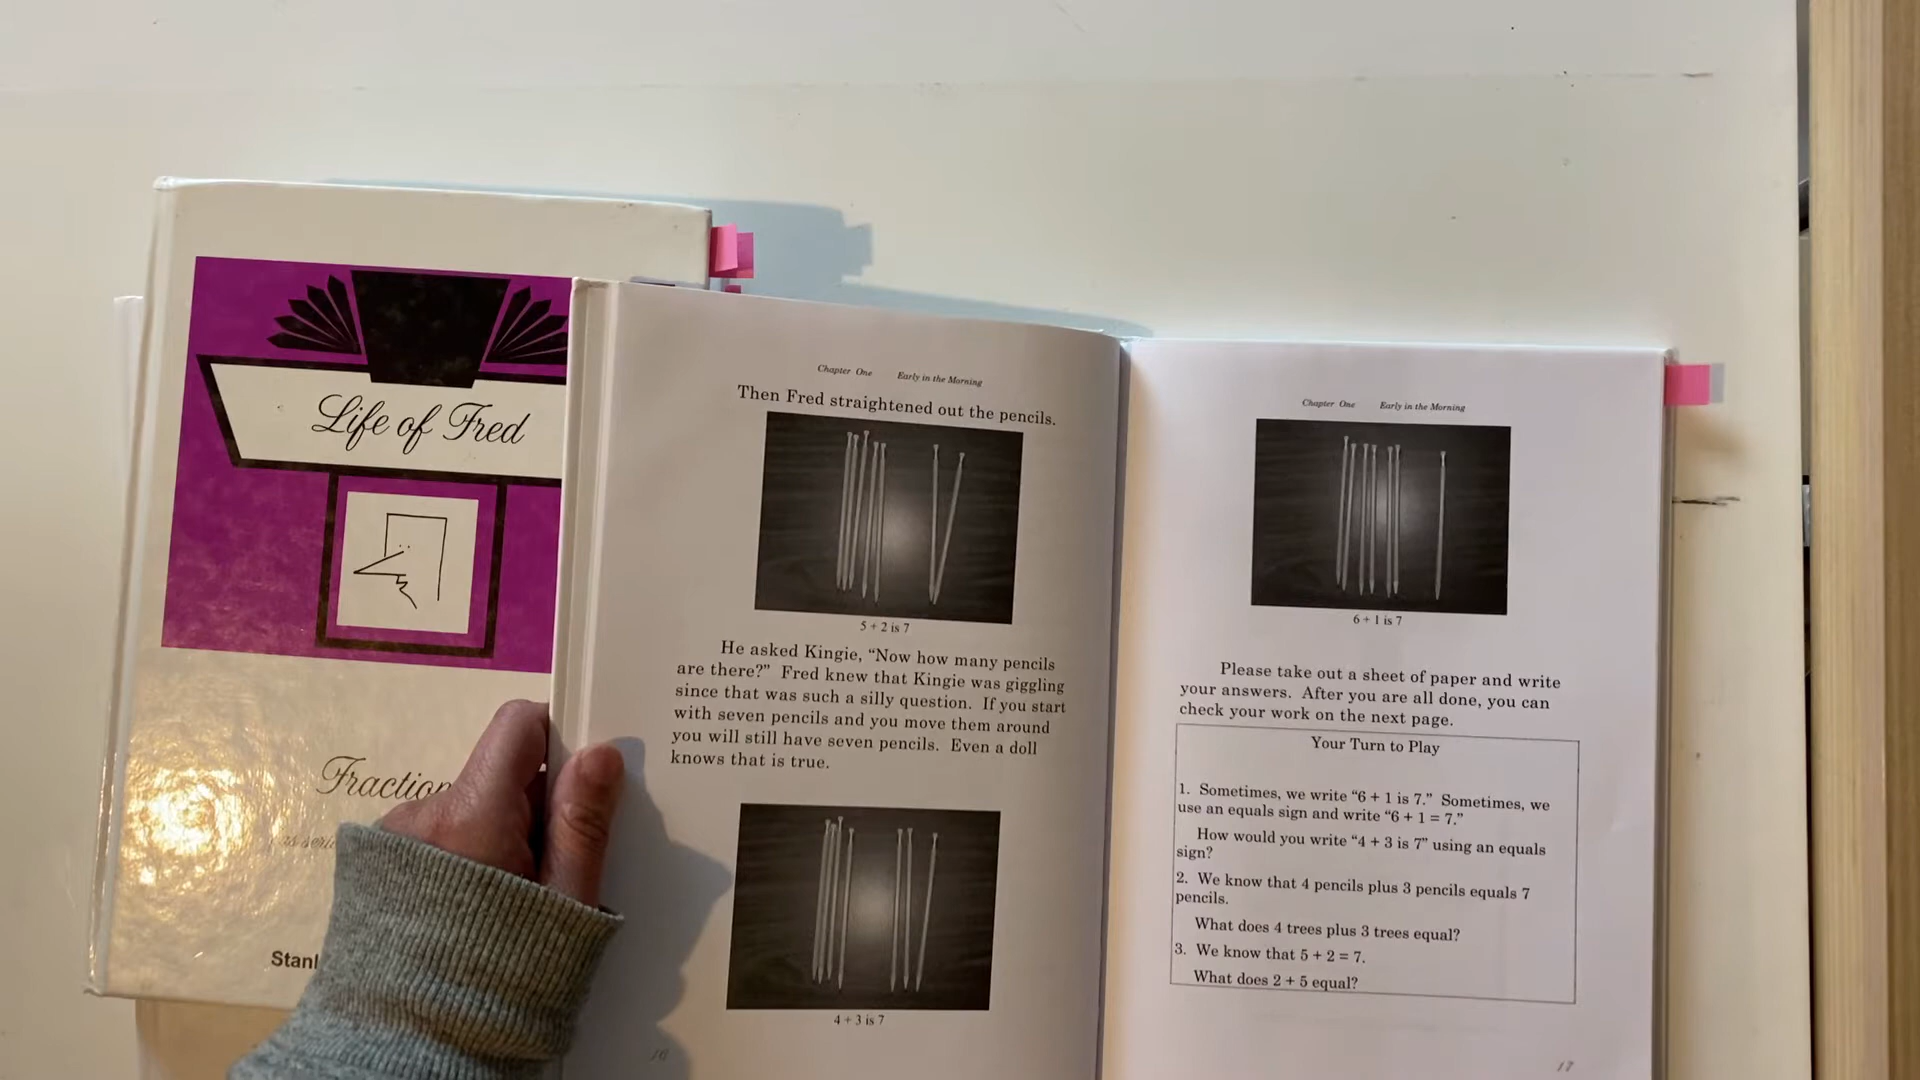 Life of Fred
Stanl
Chapter One Early in the Morning
Then Fred straightened out the pencils.
5 + 2 is 7
He asked Kingie, “Now how many pencils
are there?” Fred knew that Kingie was giggling
since that was such a silly question. If you start
with seven pencils and you move them around
you will still have seven pencils. Even a doll
knows that is true.
4 + 3 is 7
16
Chapter One Early in the Morning
6 + 1 is 7
Please take out a sheet of paper and write
your answers. After you are all done, you can
check your work on the next page.
Your Turn to Play
1. Sometimes, we write “6 + 1 is 7.” Sometimes, we
use an equals sign and write “6 + 1 = 7.”
How would you write “4 + 3 is 7” using an equals
sign?
2. We know that 4 pencils plus 3 pencils equals 7
pencils.
What does 4 trees plus 3 trees equal?
3. We know that 5 + 2 = 7.
What does 2 + 5 equal?
17